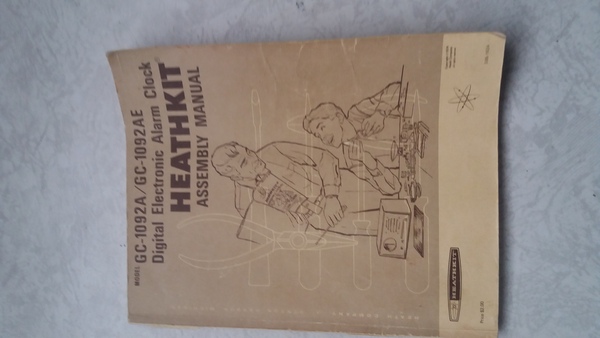 MODEL GC-1092A/GC-1092AE
Digital Electronic Alarm Clock
HEATHKIT
ASSEMBLY MANUAL
HEATHKIT